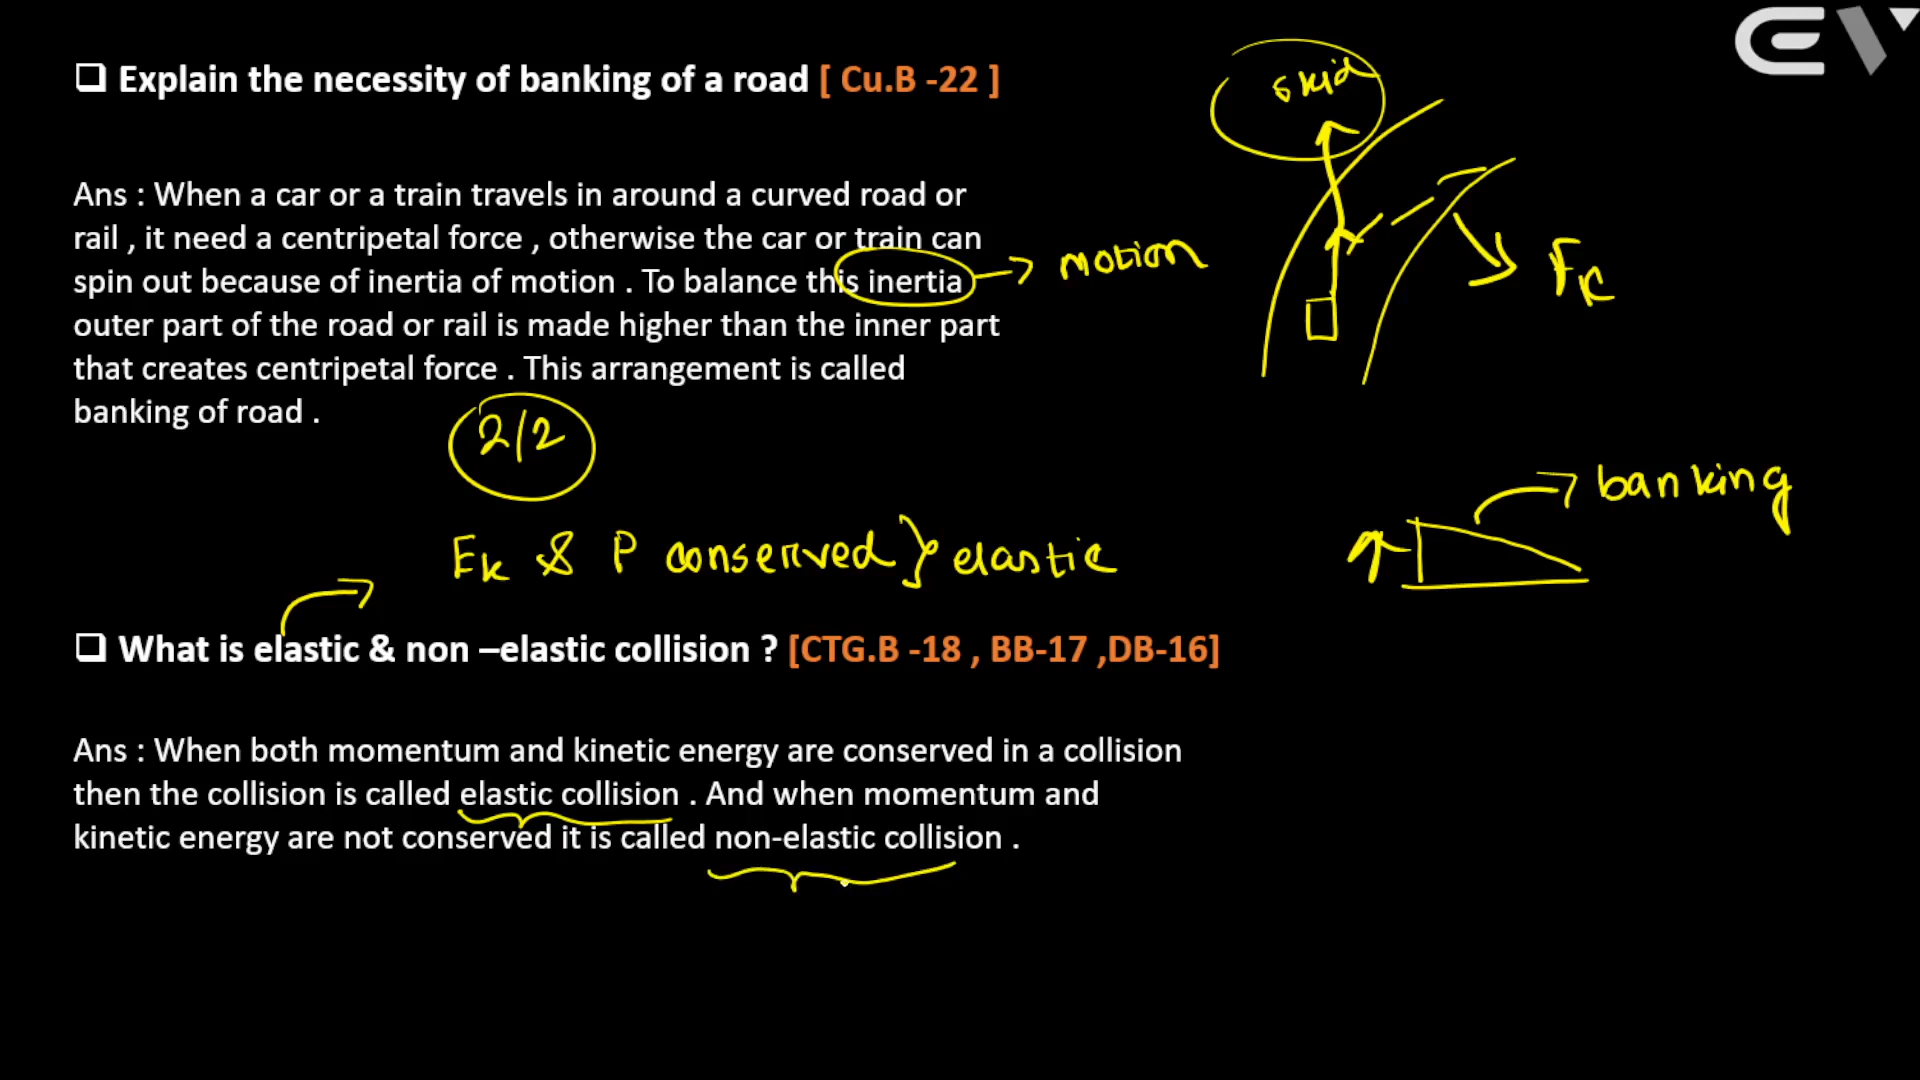 ❑ Explain the necessity of banking of a road [ Cu.B -22 ]
skid
Ans : When a car or a train travels in around a curved road or
rail , it need a centripetal force , otherwise the car or train can
spin out because of inertia of motion . To balance this inertia
motion
outer part of the road or rail is made higher than the inner part
that creates centripetal force . This arrangement is called
banking of road .
2/2
banking
Ek & P conserved } elastic
❑ What is elastic & non –elastic collision ? [CTG.B -18 , BB-17 ,DB-16]
Ans : When both momentum and kinetic energy are conserved in a collision
then the collision is called elastic collision . And when momentum and
kinetic energy are not conserved it is called non-elastic collision .